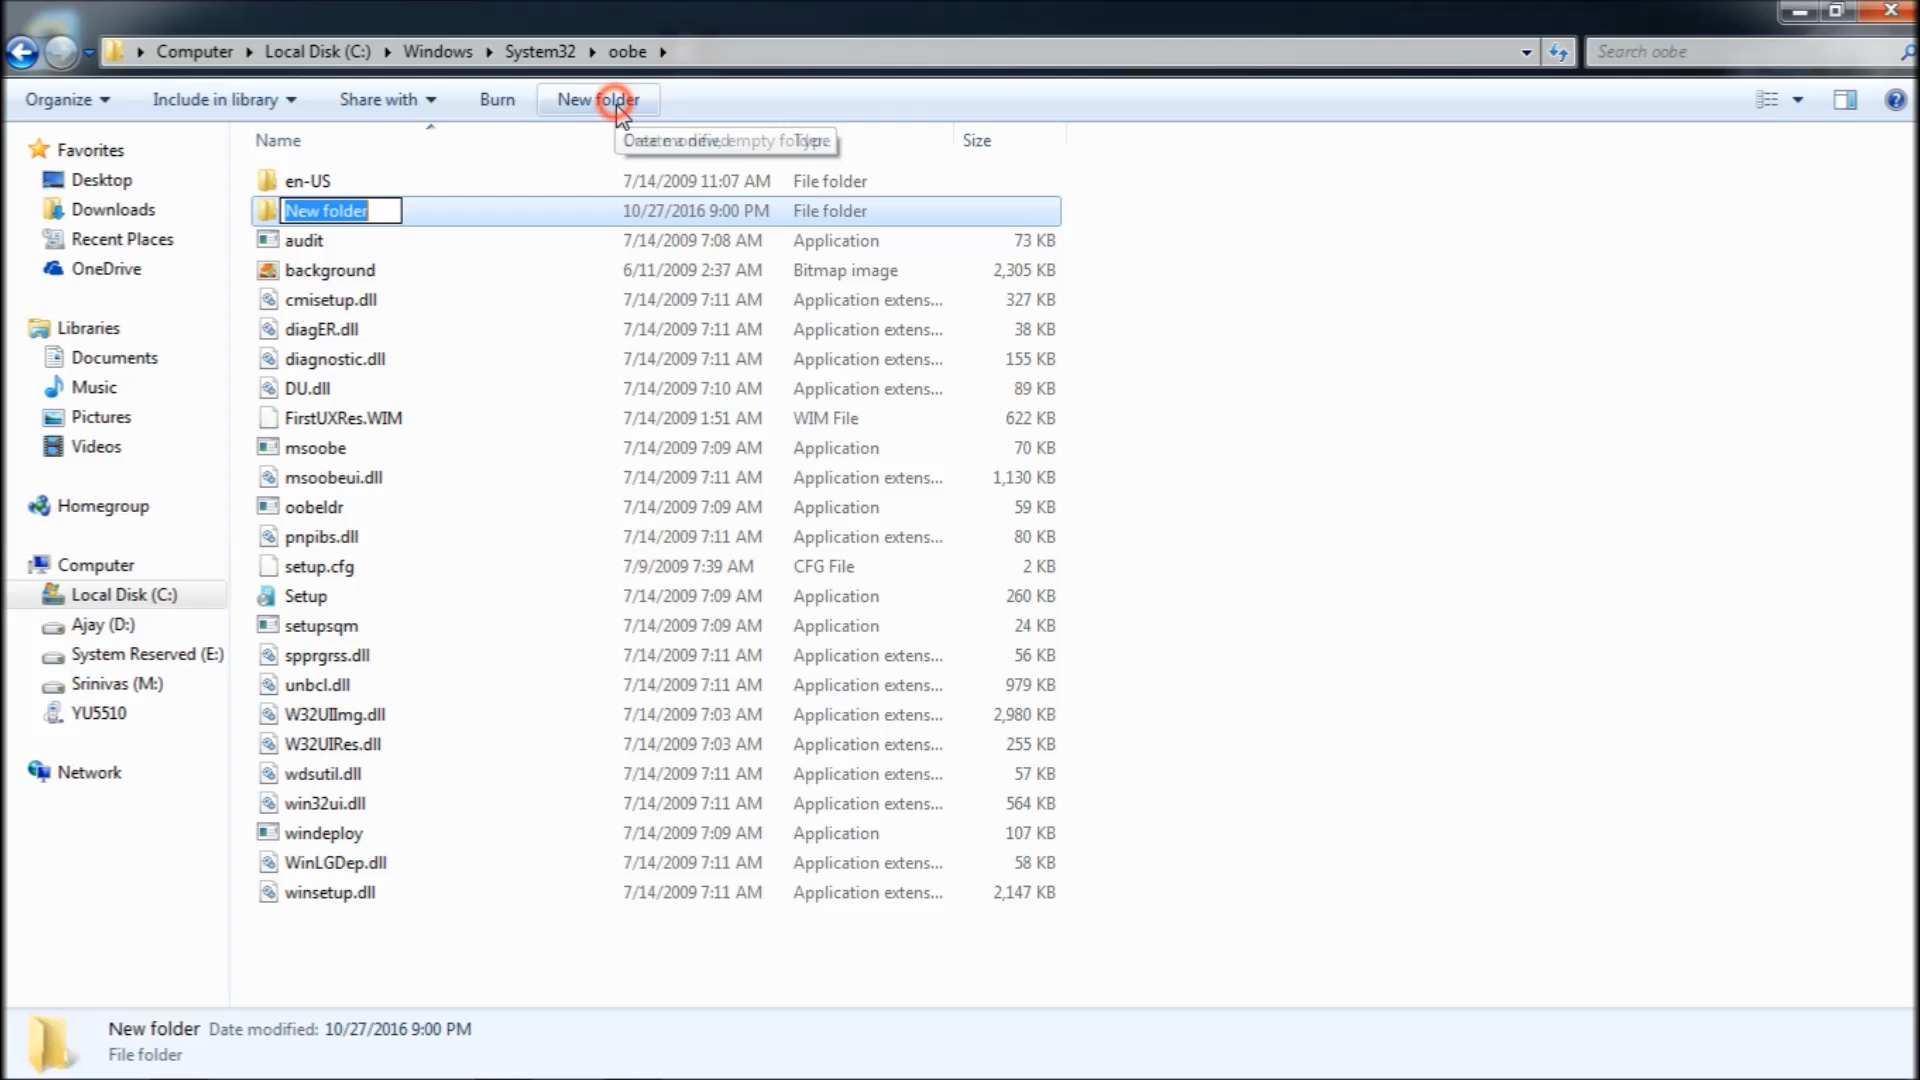 Computer Local Disk (C:) Windows System32 oobe
Search oobe
Organize Include in library Share with Burn New folder
Name Size
Favorites
Desktop
Downloads
Recent Places
OneDrive
Libraries
Documents
Music
Pictures
Videos
Homegroup
Computer
Local Disk (C:)
Ajay (D:)
System Reserved (E:)
Srinivas (M:)
YU5510
Network
en-US 7/14/2009 11:07 AM File folder
New folder 10/27/2016 9:00 PM File folder
audit 7/14/2009 7:08 AM Application 73 KB
background 6/11/2009 2:37 AM Bitmap image 2,305 KB
cmisetup.dll 7/14/2009 7:11 AM Application extens... 327 KB
diagER.dll 7/14/2009 7:11 AM Application extens... 38 KB
diagnostic.dll 7/14/2009 7:11 AM Application extens... 155 KB
DU.dll 7/14/2009 7:10 AM Application extens... 89 KB
FirstUXRes.WIM 7/14/2009 1:51 AM WIM File 622 KB
msoobe 7/14/2009 7:09 AM Application 70 KB
msoobeui.dll 7/14/2009 7:11 AM Application extens... 1,130 KB
oobeldr 7/14/2009 7:09 AM Application 59 KB
pnpibs.dll 7/14/2009 7:11 AM Application extens... 80 KB
setup.cfg 7/9/2009 7:39 AM CFG File 2 KB
Setup 7/14/2009 7:09 AM Application 260 KB
setupsqm 7/14/2009 7:09 AM Application 24 KB
spprgrss.dll 7/14/2009 7:11 AM Application extens... 56 KB
unbcl.dll 7/14/2009 7:11 AM Application extens... 979 KB
W32UIImg.dll 7/14/2009 7:03 AM Application extens... 2,980 KB
W32UIRes.dll 7/14/2009 7:03 AM Application extens... 255 KB
wdsutil.dll 7/14/2009 7:11 AM Application extens... 57 KB
win32ui.dll 7/14/2009 7:11 AM Application extens... 564 KB
windeploy 7/14/2009 7:09 AM Application 107 KB
WinLGDep.dll 7/14/2009 7:11 AM Application extens... 58 KB
winsetup.dll 7/14/2009 7:11 AM Application extens... 2,147 KB
New folder Date modified: 10/27/2016 9:00 PM
File folder